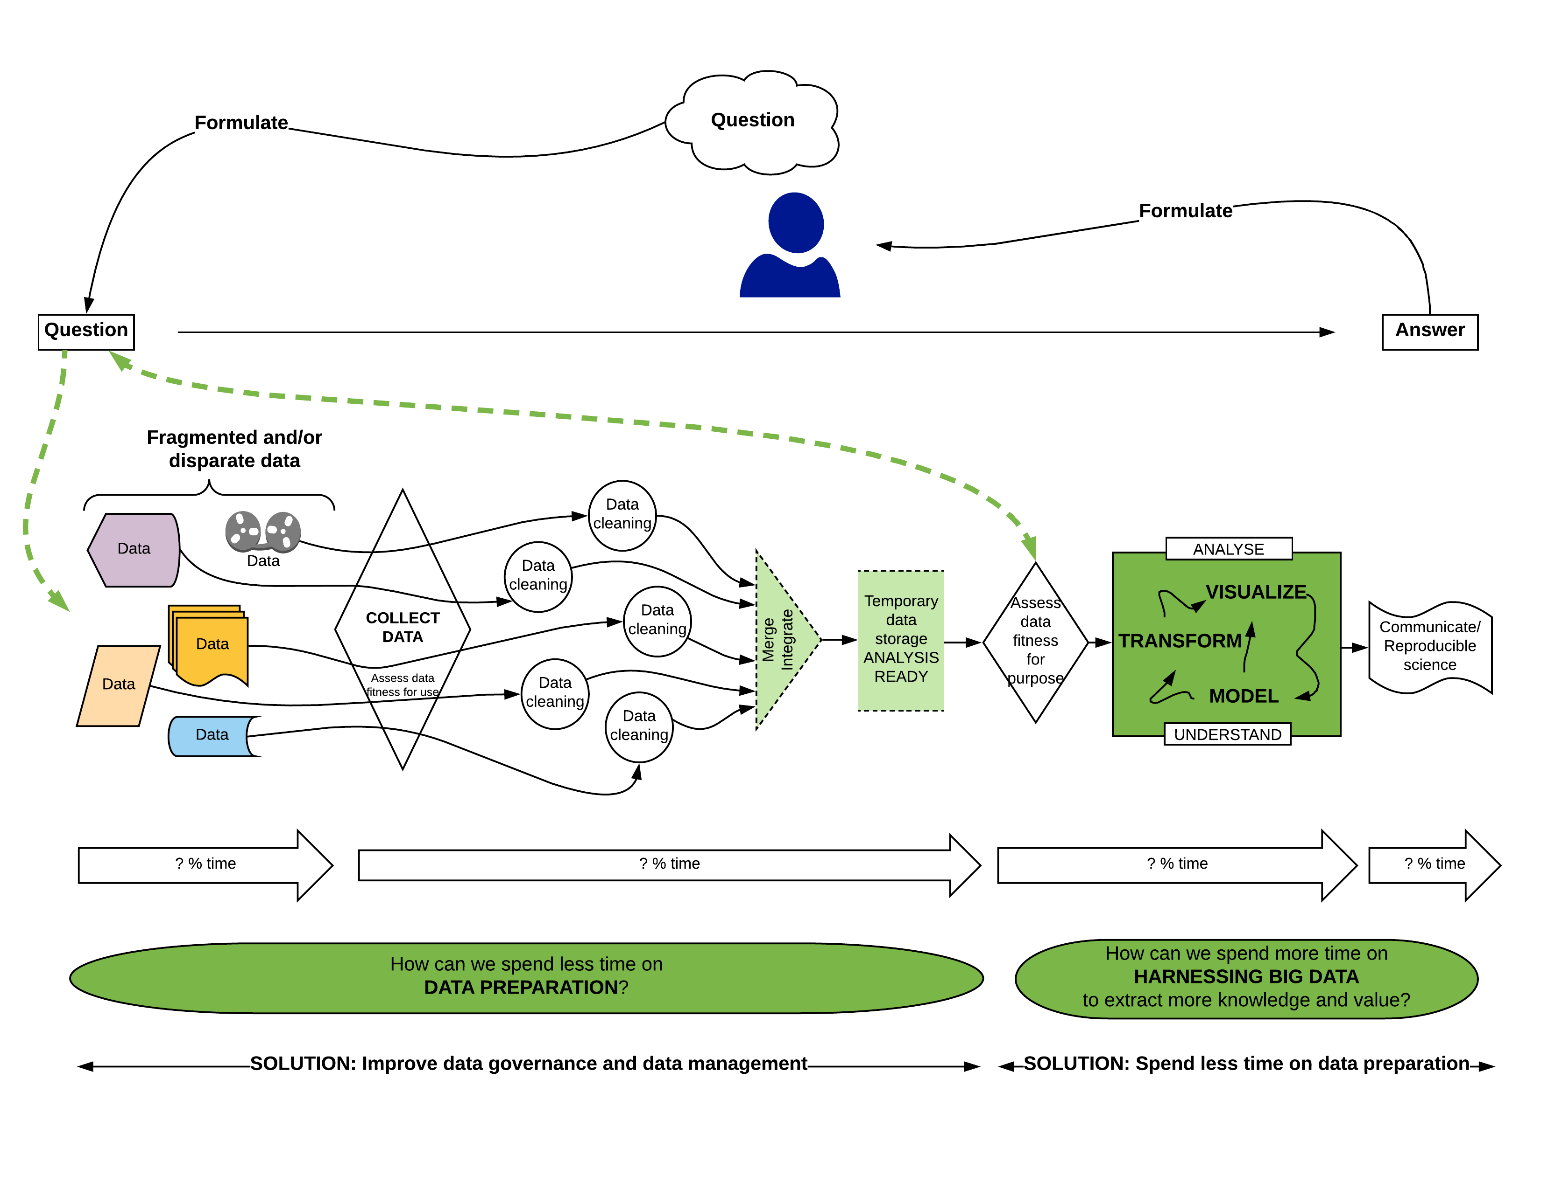 Question
Formulate
Formulate
Question
Answer
Fragmented and/or
disparate data
Data
Data
Data
Data
Data
COLLECT
DATA
Assess data
fitness for use
Data
cleaning
Data
cleaning
Data
cleaning
Data
cleaning
Data
cleaning
Merge
Integrate
Temporary
data
storage
ANALYSIS
READY
Assess
data
fitness
for
purpose
ANALYSE
VISUALIZE
TRANSFORM
MODEL
UNDERSTAND
Communicate/
Reproducible
science
? % time
? % time
? % time
? % time
How can we spend less time on
DATA PREPARATION?
How can we spend more time on
HARNESSING BIG DATA
to extract more knowledge and value?
SOLUTION: Improve data governance and data management
SOLUTION: Spend less time on data preparation